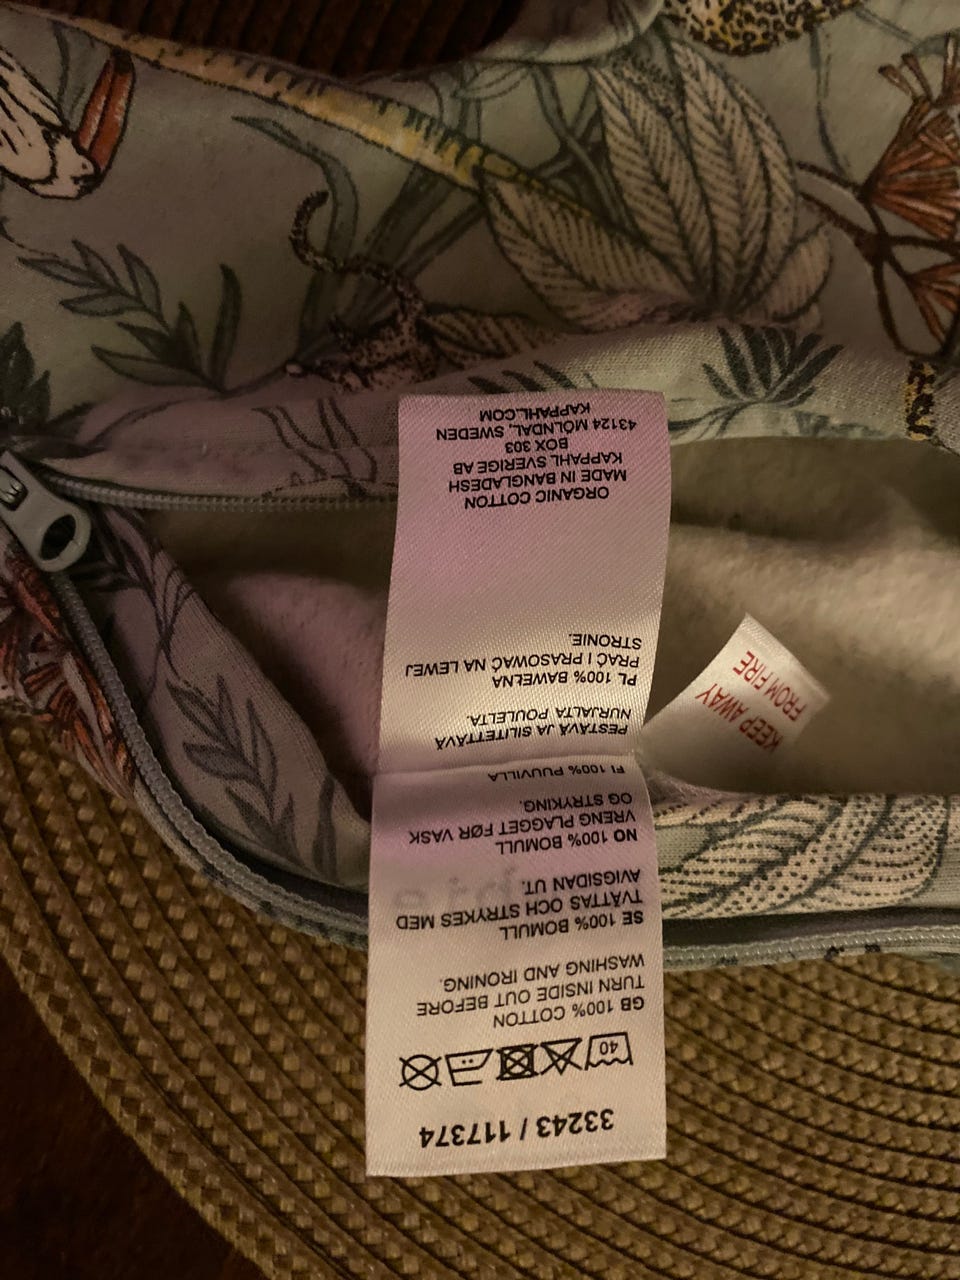 33243 / 117374
40
GB 100% COTTON
TURN INSIDE OUT BEFORE
WASHING AND IRONING.
SE 100% BOMULL
TVÄTTAS OCH STRYKES MED
AVIGSIDAN UT.
NO 100% BOMULL
VRENG PLAGGET FØR VASK
OG STRYKING.
FI 100% PUUVILLA
PESTÄVÄ JA SILITETTÄVÄ
NURJALTA PUOLELTA.
PL 100% BAWEŁNA
PRAĆ I PRASOWAĆ NA LEWEJ
STRONIE.
ORGANIC COTTON
MADE IN BANGLADESH
KAPPAHL SVERIGE AB
BOX 303
43124 MÖLNDAL, SWEDEN
KAPPAHL.COM
KEEP AWAY
FROM FIRE